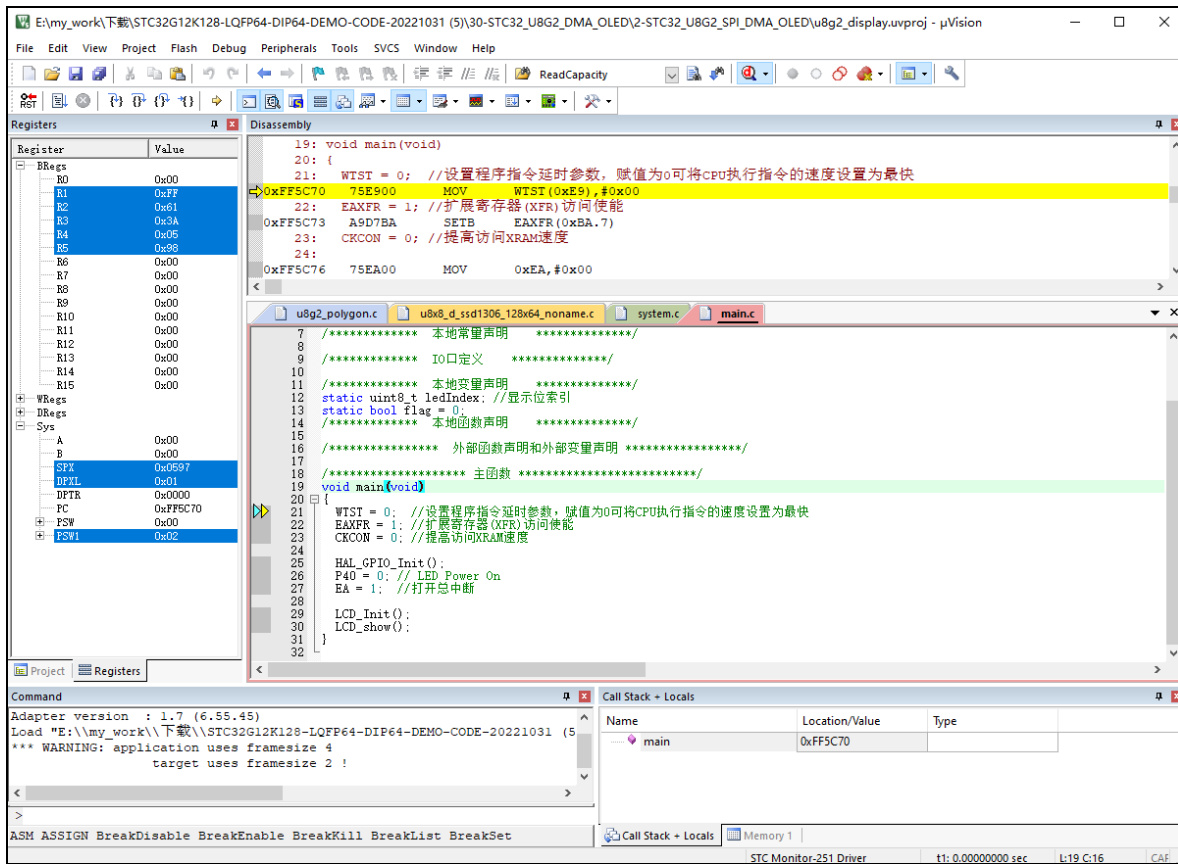 E:\my_work\下载\STC32G12K128-LQFP64-DIP64-DEMO-CODE-20221031 (5)\30-STC32_U8G2_DMA_OLED\2-STC32_U8G2_SPI_DMA_OLED\u8g2_display.uvproj - µVision
File Edit View Project Flash Debug Peripherals Tools SVCS Window Help
ReadCapacity
RST
Registers
Register Value
BRegs
R0 0x00
R1 0xFF
R2 0x61
R3 0x3A
R4 0x05
R5 0x98
R6 0x00
R7 0x00
R8 0x00
R9 0x00
R10 0x00
R11 0x00
R12 0x00
R13 0x00
R14 0x00
R15 0x00
WRegs
DRegs
Sys
A 0x00
B 0x00
SPX 0x0597
DPXL 0x01
DPTR 0x0000
PC 0xFF5C70
PSW 0x00
PSW1 0x02
Project Registers
Disassembly
19: void main(void)
20: {
21: WTST = 0; //设置程序指令延时参数，赋值为0可将CPU执行指令的速度设置为最快
0xFF5C70 75E900 MOV WTST(0xE9),#0x00
22: EAXFR = 1; //扩展寄存器(XFR)访问使能
0xFF5C73 A9D7BA SETB EAXFR(0xBA.7)
23: CKCON = 0; //提高访问XRAM速度
24:
0xFF5C76 75EA00 MOV 0xEA,#0x00
u8g2_polygon.c u8x8_d_ssd1306_128x64_noname.c system.c main.c
7 /************* 本地常量声明 **************/
8
9 /************* IO口定义 **************/
10
11 /************* 本地变量声明 **************/
12 static uint8_t ledIndex; //显示位索引
13 static bool flag = 0;
14 /************* 本地函数声明 **************/
15
16 /**************** 外部函数声明和外部变量声明 *****************/
17
18 /******************** 主函数 **************************/
19 void main(void)
20 {
21 WTST = 0; //设置程序指令延时参数，赋值为0可将CPU执行指令的速度设置为最快
22 EAXFR = 1; //扩展寄存器(XFR)访问使能
23 CKCON = 0; //提高访问XRAM速度
24
25 HAL_GPIO_Init();
26 P40 = 0; // LED Power On
27 EA = 1; //打开总中断
28
29 LCD_Init();
30 LCD_show();
31 }
32
Command
Adapter version : 1.7 (6.55.45)
Load "E:\\my_work\\下载\\STC32G12K128-LQFP64-DIP64-DEMO-CODE-20221031 (5
*** WARNING: application uses framesize 4
target uses framesize 2 !
>
ASM ASSIGN BreakDisable BreakEnable BreakKill BreakList BreakSet
Call Stack + Locals
Name Location/Value Type
main 0xFF5C70
Call Stack + Locals Memory 1
STC Monitor-251 Driver t1: 0.00000000 sec L:19 C:16 CAP